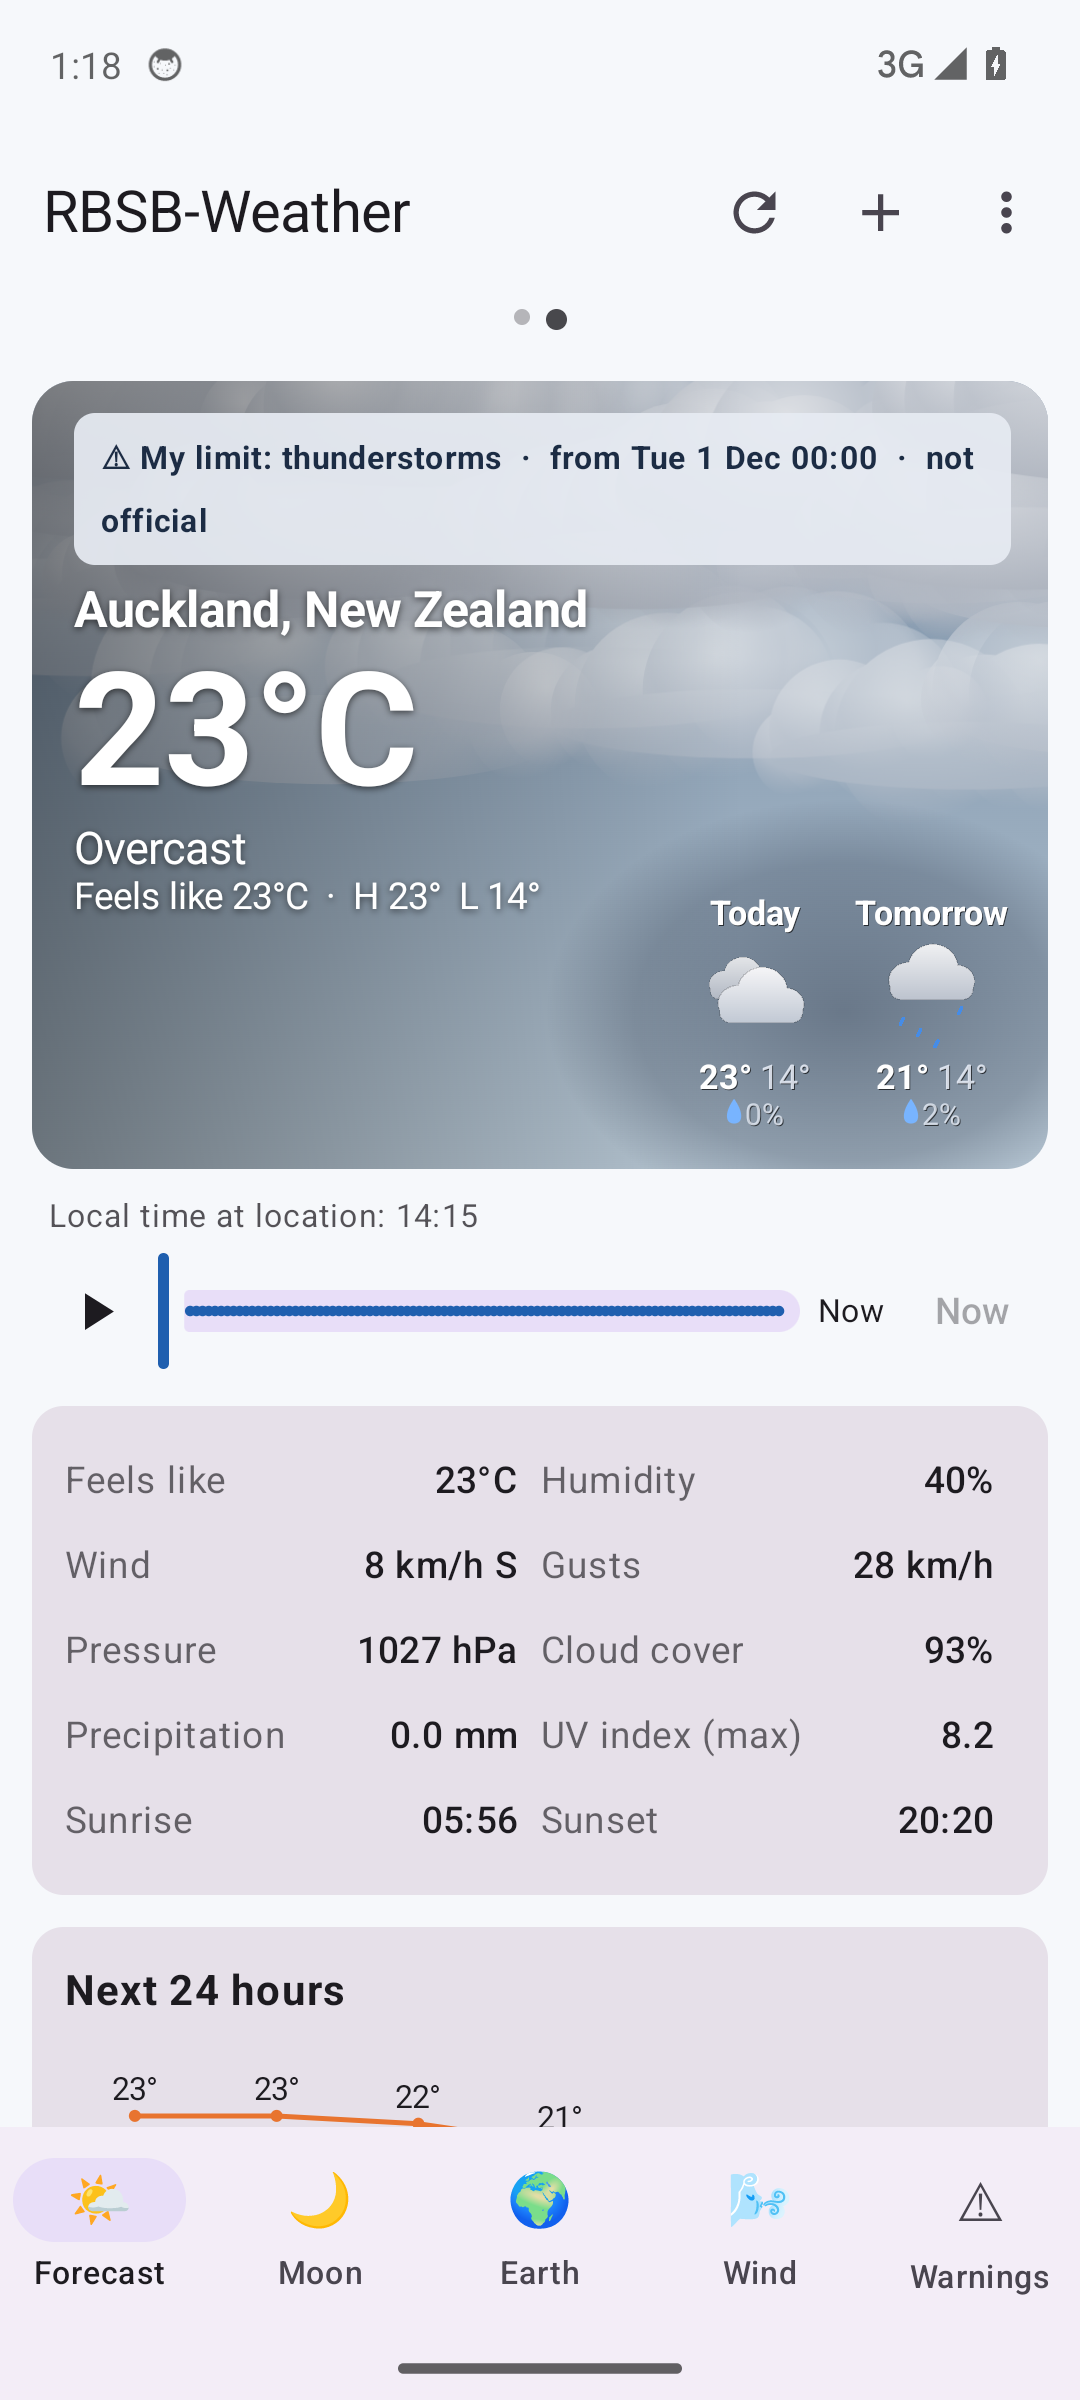 1:18
3G
RBSB-Weather
⚠ My limit: thunderstorms · from Tue 1 Dec 00:00 · not
official
Auckland, New Zealand
23°C
Overcast
Feels like 23°C · H 23° L 14°
Today Tomorrow
23° 14° 21° 14°
0% 2%
Local time at location: 14:15
Now Now
Feels like 23°C Humidity 40%
Wind 8 km/h S Gusts 28 km/h
Pressure 1027 hPa Cloud cover 93%
Precipitation 0.0 mm UV index (max) 8.2
Sunrise 05:56 Sunset 20:20
Next 24 hours
23° 23° 22° 21°
Forecast Moon Earth Wind Warnings